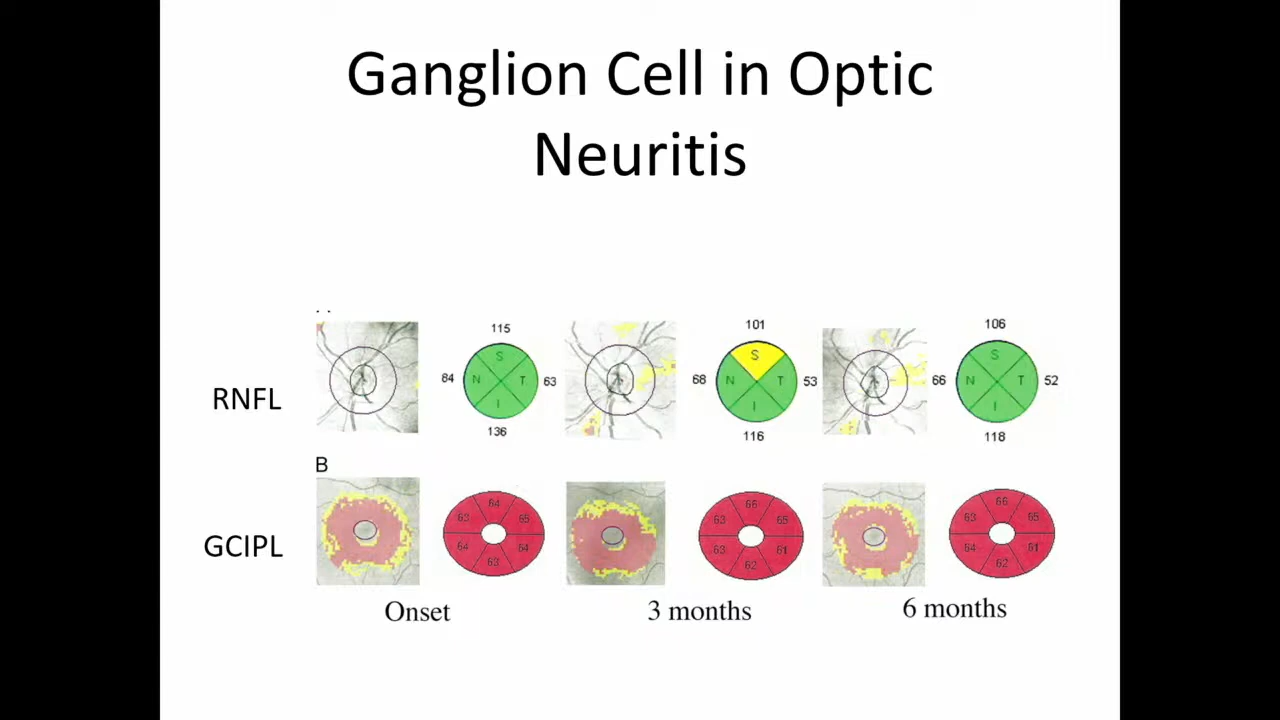 Ganglion Cell in Optic
Neuritis
RNFL
115
84 S N T I 63
136
101
68 S N T I 53
116
106
66 S N T I 52
118
B
GCIPL
64
63 65
64 64
63
66
63 65
63 61
62
66
63 65
64 61
62
Onset 3 months 6 months